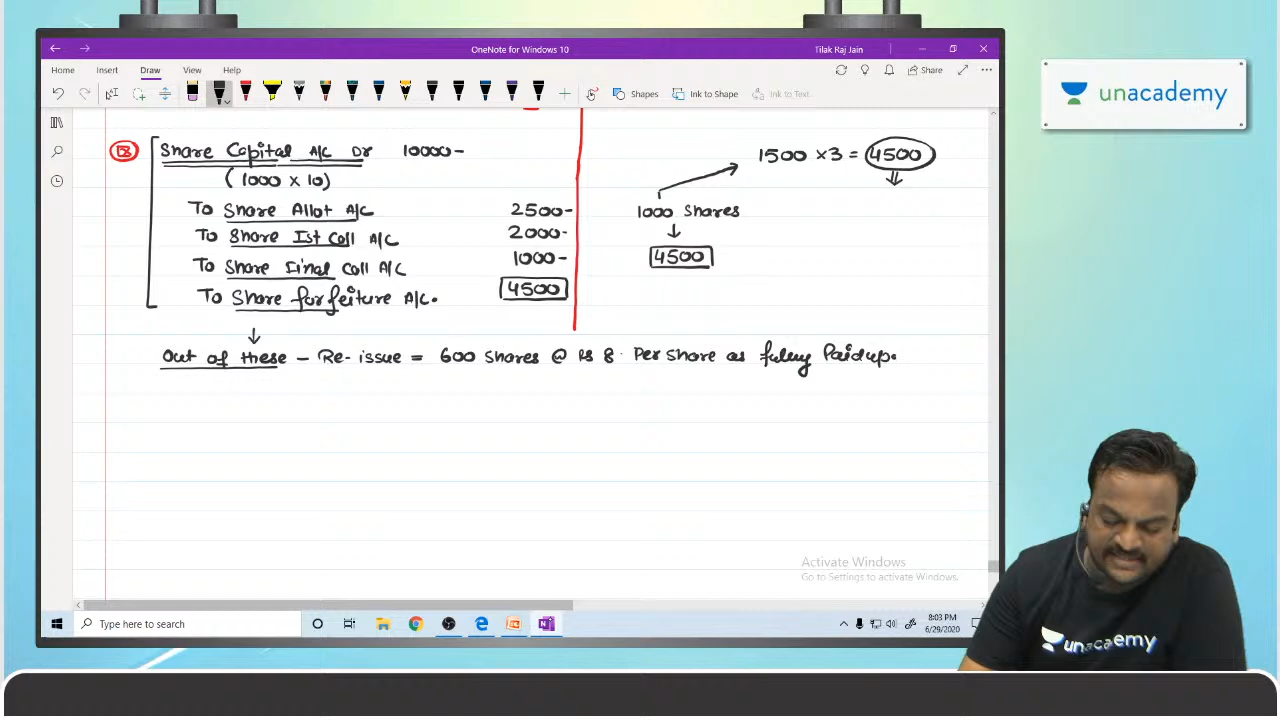 OneNote for Windows 10
Tilak Raj Jain
Home Insert Draw View Help
Share
Shapes Ink to Shape Ink to Text
unacademy
Share Capital A/C Dr 10000-
(1000 x 10)
To Share Allot A/C 2500-
To Share Ist Call A/C 2000-
To Share Final Call A/C 1000-
To Share forfeiture A/C. 4500
1500 x3 = 4500
1000 Shares
4500
Out of these - Re-issue = 600 Shares @ Rs 8 Per Share as fully Paid up.
Activate Windows
Go to Settings to activate Windows.
Type here to search
8:03 PM
6/29/2020
unacademy